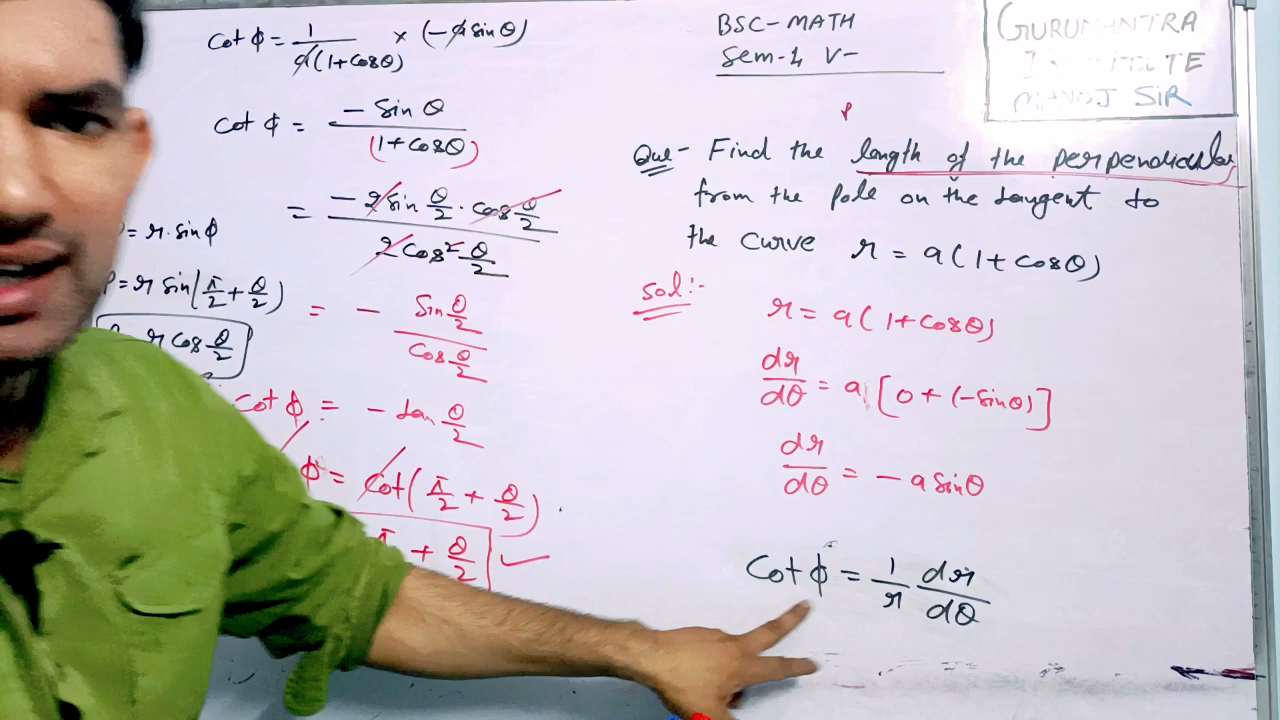 BSC-MATH
Sem-1 V-
GURUMANTRA
MANOJ SIR
P
Que- Find the length of the perpendicular
from the pole on the tangent to
the curve r = a(1+cosθ)
Sol:-
r = a(1+cosθ)
dr/dθ = a[0+(-sinθ)]
dr/dθ = -a sinθ
Cot φ = 1/r dr/dθ
Cot φ = 1/a(1+cosθ) × (-a sinθ)
Cot φ = -sin θ/(1+cosθ)
= -2 sin θ/2 . cos θ/2 / 2 cos² θ/2
= - sin θ/2 / cos θ/2
Cot φ = - tan θ/2
φ = Cot(π/2 + θ/2)
π/2 + θ/2
= r.sinφ
P = r sin(π/2 + θ/2)
r cos θ/2